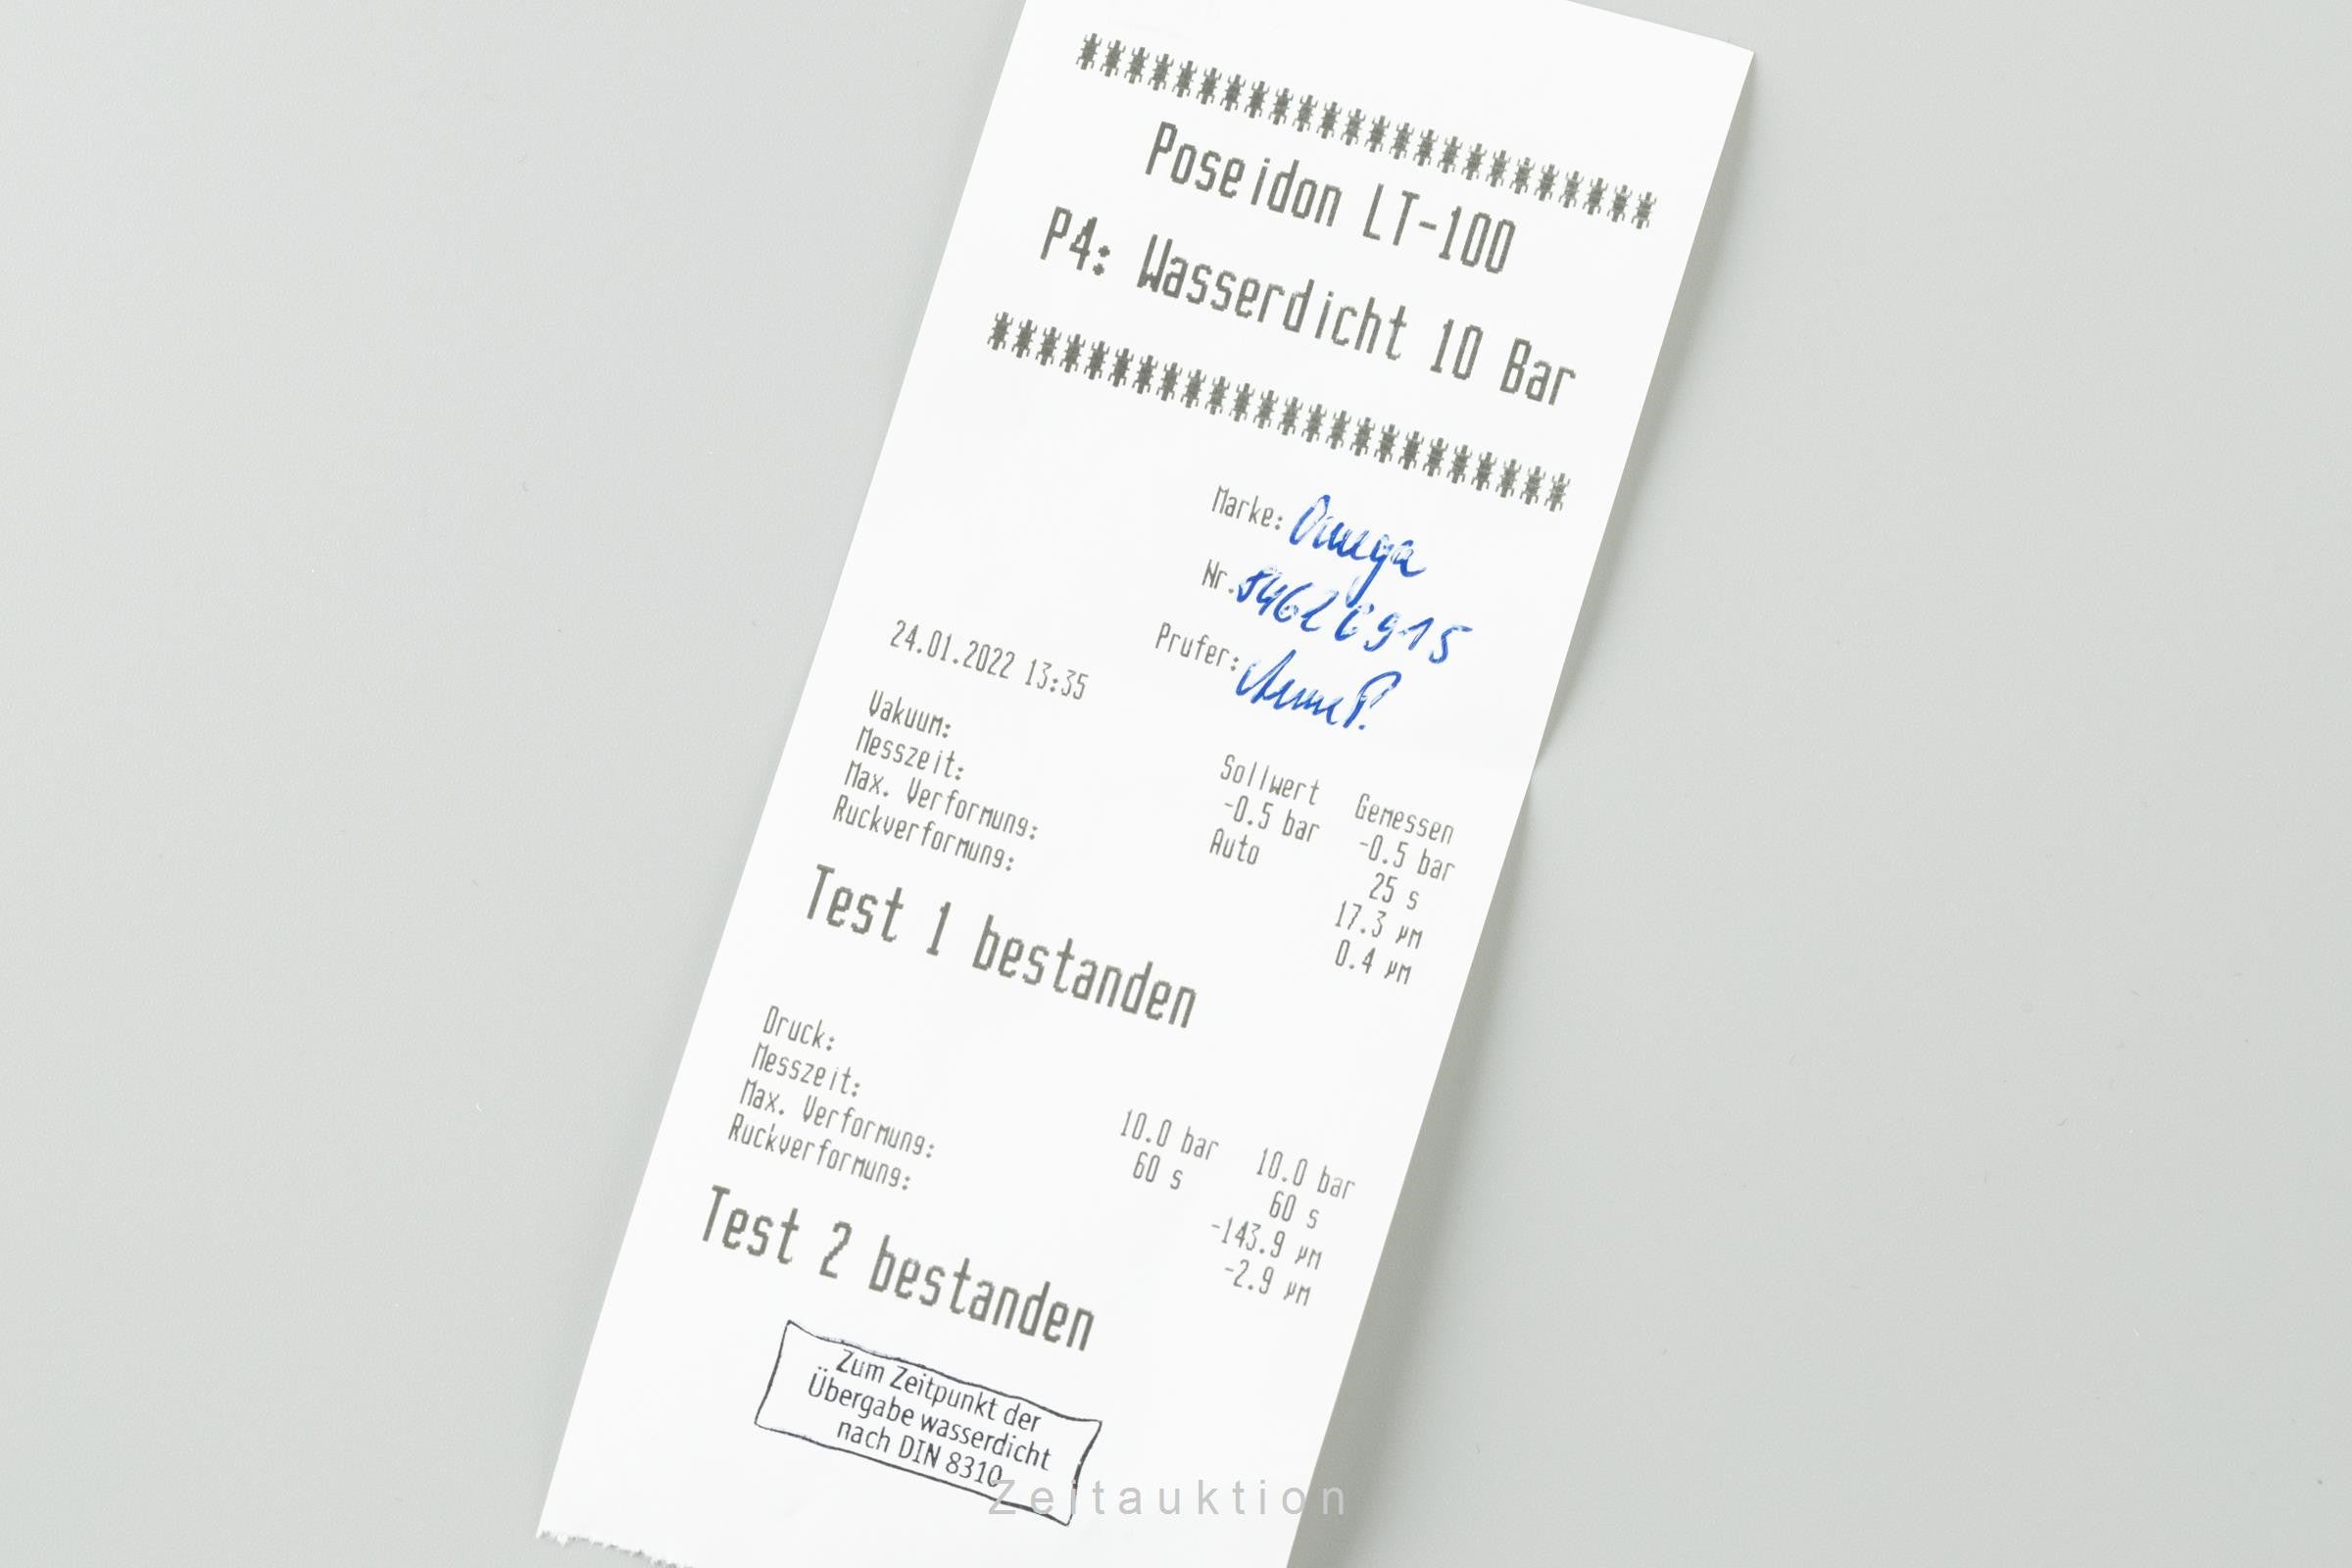 ************************
Poseidon LT-100
P4: Wasserdicht 10 Bar
************************
Marke: Omega
Nr. 84626915
Prufer:
24.01.2022 13:35
Sollwert Gemessen
Vakuum: -0.5 bar -0.5 bar
Messzeit: Auto 25 s
Max. Verformung: 17.3 µm
Ruckverformung: 0.4 µm
Test 1 bestanden
Druck: 10.0 bar 10.0 bar
Messzeit: 60 s 60 s
Max. Verformung: -143.9 µm
Ruckverformung: -2.9 µm
Test 2 bestanden
Zum Zeitpunkt der
Übergabe wasserdicht
nach DIN 8310
Zeitauktion